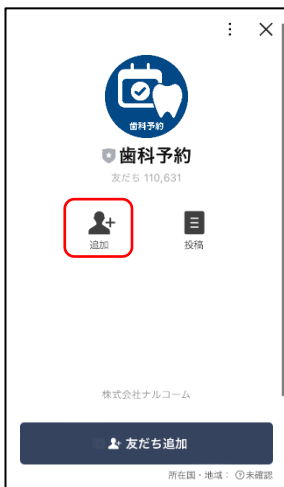 歯科予約
歯科予約
友だち 110,631
追加
投稿
株式会社ナルコーム
友だち追加
所在国・地域： ?未確認